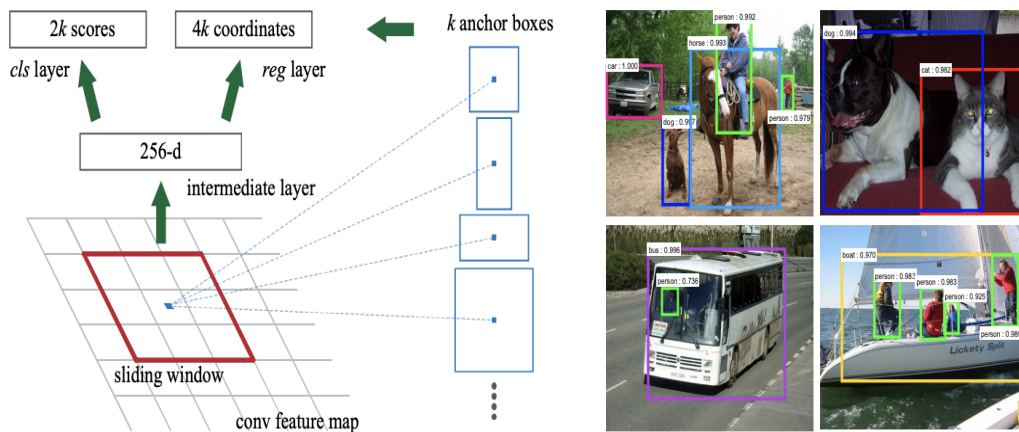 2k scores
4k coordinates
k anchor boxes
cls layer
reg layer
256-d
intermediate layer
sliding window
conv feature map
person : 0.992
horse : 0.993
car : 1.000
dog : 0.997
person : 0.979
dog : 0.994
cat : 0.982
bus : 0.996
person : 0.736
boat : 0.970
person : 0.983
person : 0.983
person : 0.925
person : 0.989
Lickety Split